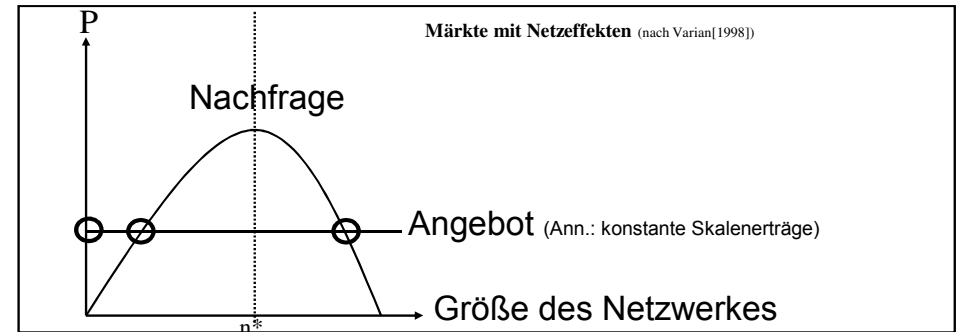 P
Märkte mit Netzeffekten (nach Varian[1998])
Nachfrage
Angebot (Ann.: konstante Skalenerträge)
Größe des Netzwerkes
n*